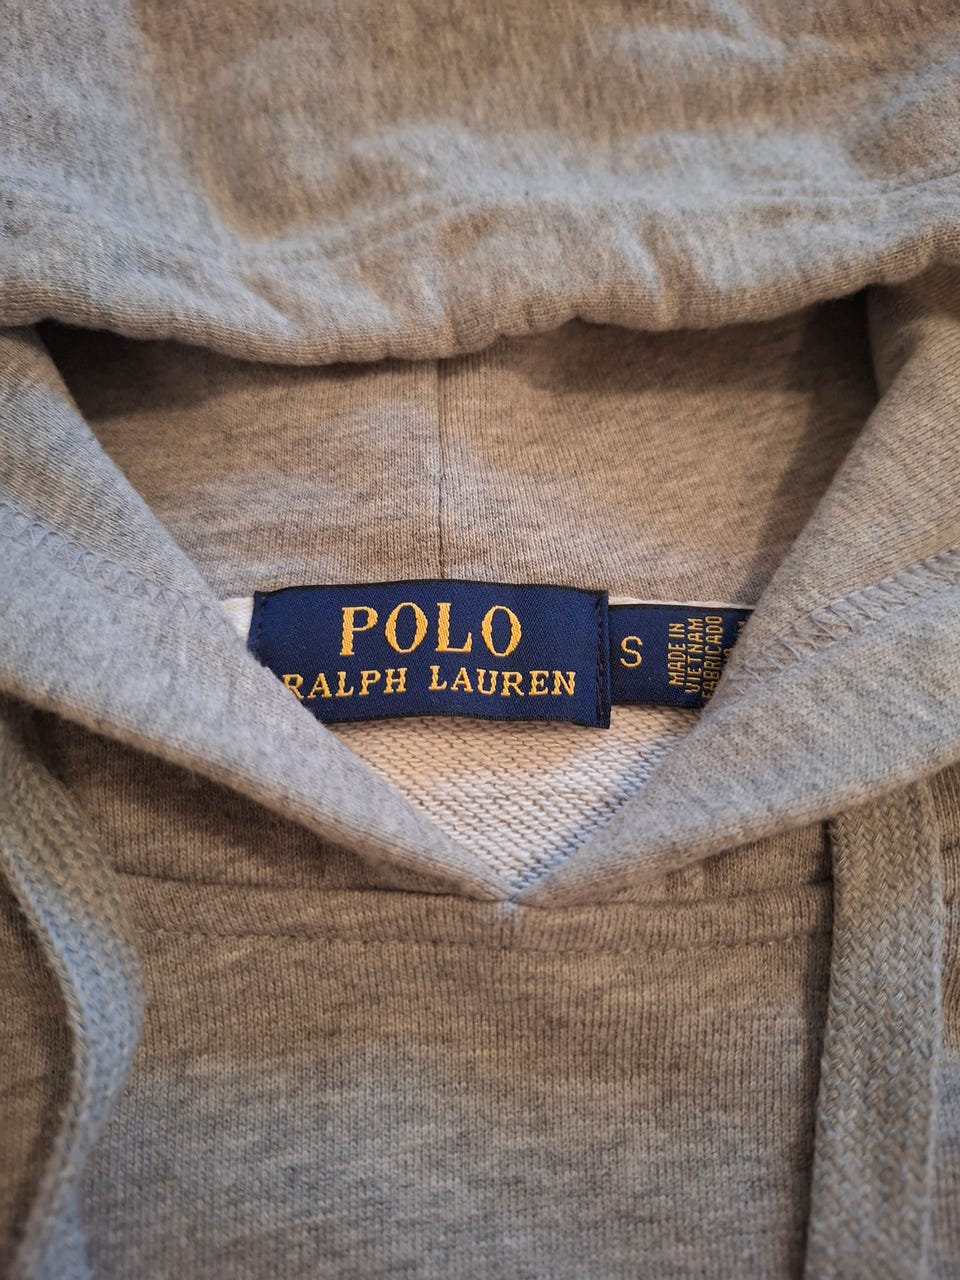 POLO
RALPH LAUREN
S
MADE IN
VIETNAM
FABRICADO